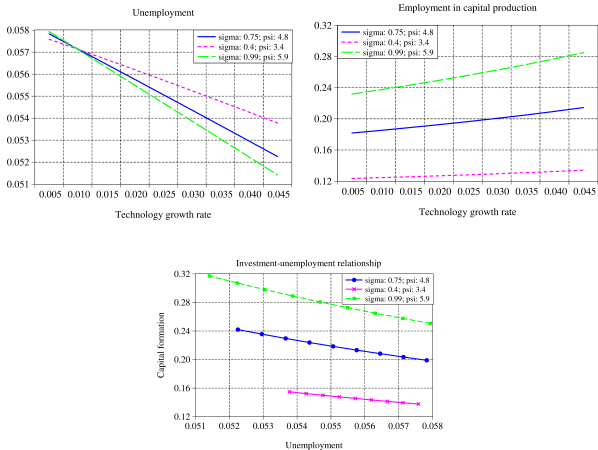 Unemployment
0.058
0.057
0.056
0.055
0.054
0.053
0.052
0.051
sigma: 0.75; psi: 4.8
sigma: 0.4; psi: 3.4
sigma: 0.99; psi: 5.9
0.005 0.010 0.015 0.020 0.025 0.030 0.035 0.040 0.045
Technology growth rate
Employment in capital production
0.32
0.28
0.24
0.20
0.16
0.12
sigma: 0.75; psi: 4.8
sigma: 0.4; psi: 3.4
sigma: 0.99; psi: 5.9
0.005 0.010 0.015 0.020 0.025 0.030 0.035 0.040 0.045
Technology growth rate
Investment-unemployment relationship
Capital formation
0.32
0.28
0.24
0.20
0.16
0.12
sigma: 0.75; psi: 4.8
sigma: 0.4; psi: 3.4
sigma: 0.99; psi: 5.9
0.051 0.052 0.053 0.054 0.055 0.056 0.057 0.058
Unemployment